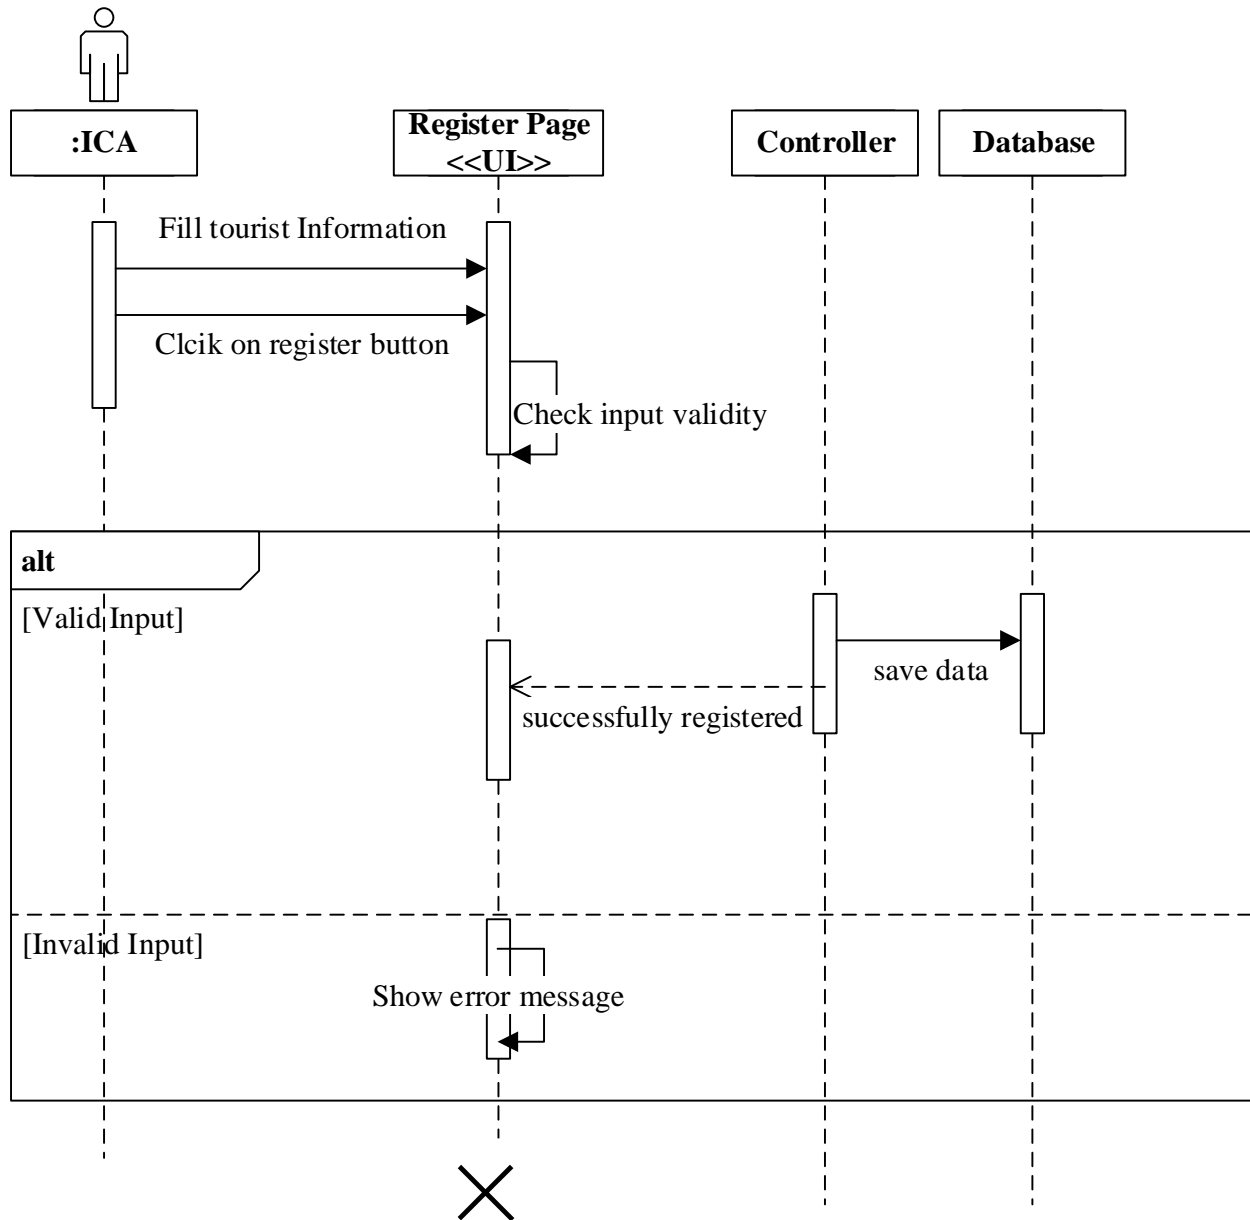 :ICA
Register Page
<<UI>>
Controller
Database
Fill tourist Information
Clcik on register button
Check input validity
alt
[Valid Input]
save data
successfully registered
[Invalid Input]
Show error message